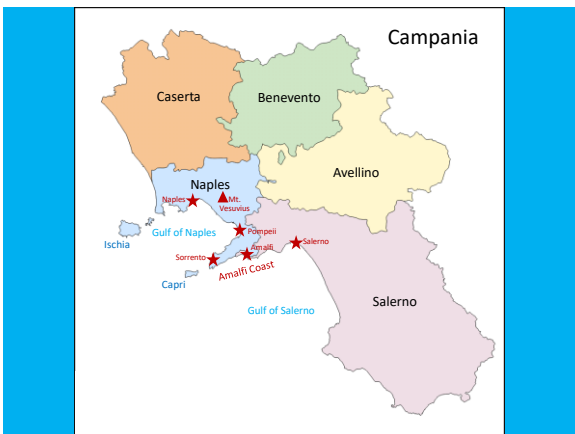 Campania
Caserta
Benevento
Avellino
Naples
Naples
Mt.
Vesuvius
Gulf of Naples
Pompeii
Ischia
Salerno
Amalfi
Sorrento
Amalfi Coast
Capri
Salerno
Gulf of Salerno